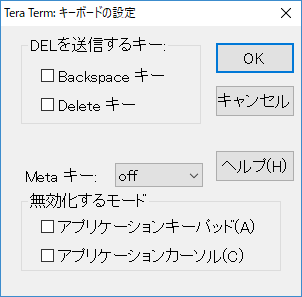 Tera Term: キーボードの設定
DELを送信するキー:
Backspace キー
Delete キー
OK
キャンセル
Meta キー: off
ヘルプ(H)
無効化するモード
アプリケーションキーパッド(A)
アプリケーションカーソル(C)